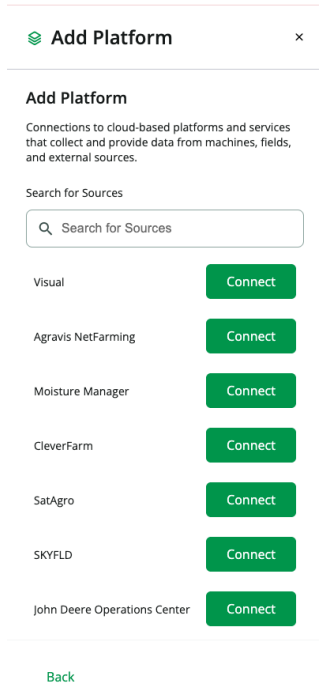 Add Platform
×
Add Platform
Connections to cloud-based platforms and services
that collect and provide data from machines, fields,
and external sources.
Search for Sources
Search for Sources
Visual Connect
Agravis NetFarming Connect
Moisture Manager Connect
CleverFarm Connect
SatAgro Connect
SKYFLD Connect
John Deere Operations Center Connect
Back